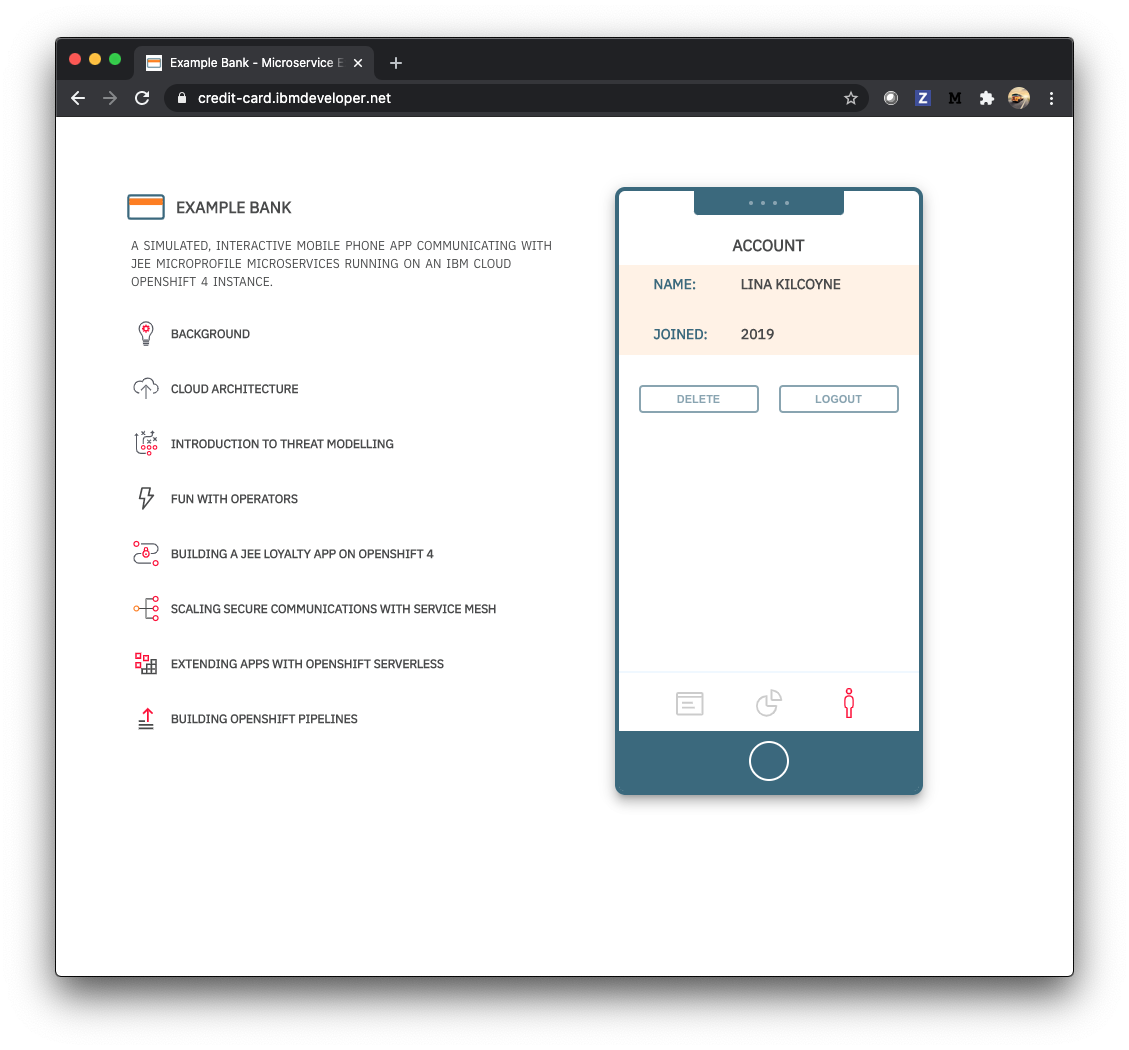 Example Bank - Microservice E
credit-card.ibmdeveloper.net
Z
M
EXAMPLE BANK
A SIMULATED, INTERACTIVE MOBILE PHONE APP COMMUNICATING WITH
JEE MICROPROFILE MICROSERVICES RUNNING ON AN IBM CLOUD
OPENSHIFT 4 INSTANCE.
BACKGROUND
CLOUD ARCHITECTURE
INTRODUCTION TO THREAT MODELLING
FUN WITH OPERATORS
BUILDING A JEE LOYALTY APP ON OPENSHIFT 4
SCALING SECURE COMMUNICATIONS WITH SERVICE MESH
EXTENDING APPS WITH OPENSHIFT SERVERLESS
BUILDING OPENSHIFT PIPELINES
ACCOUNT
NAME: LINA KILCOYNE
JOINED: 2019
DELETE LOGOUT